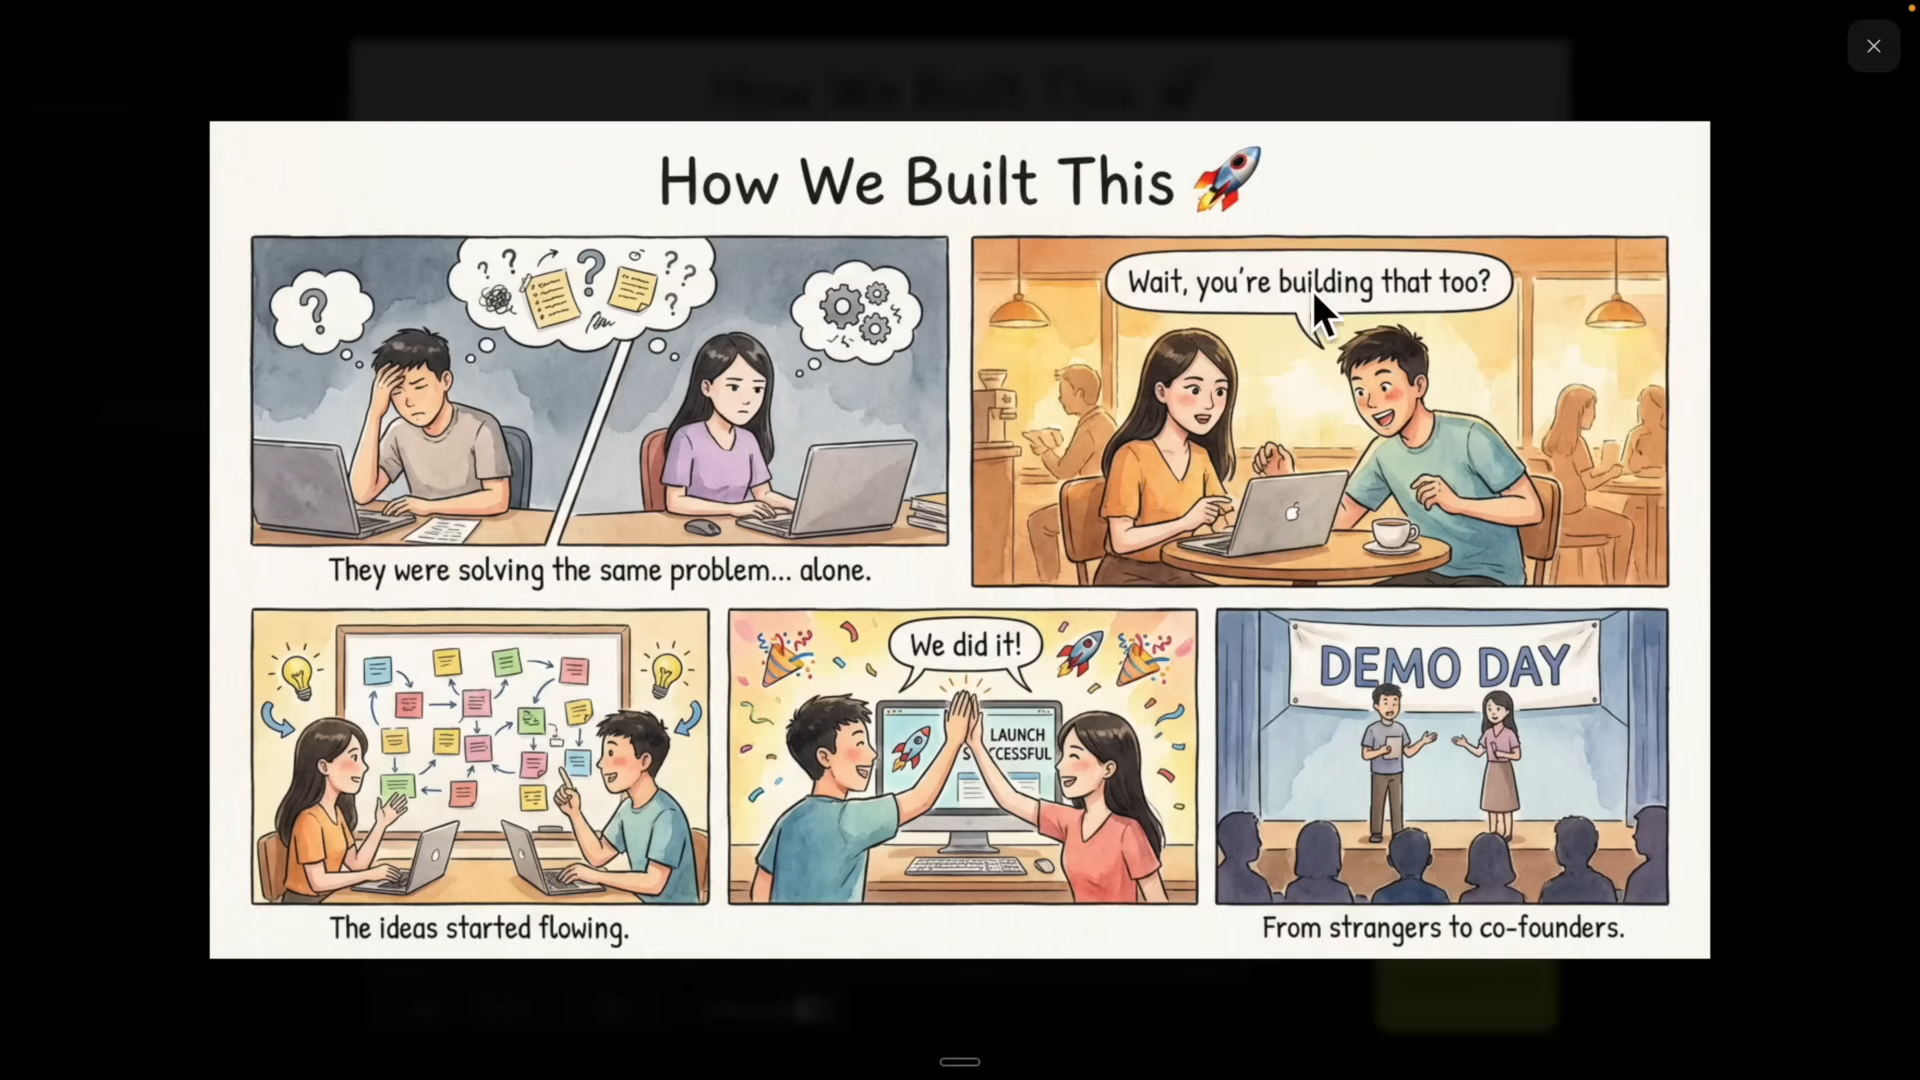 How We Built This 🚀
They were solving the same problem... alone.
Wait, you're building that too?
The ideas started flowing.
We did it!
LAUNCH
S CCESSFUL
DEMO DAY
From strangers to co-founders.